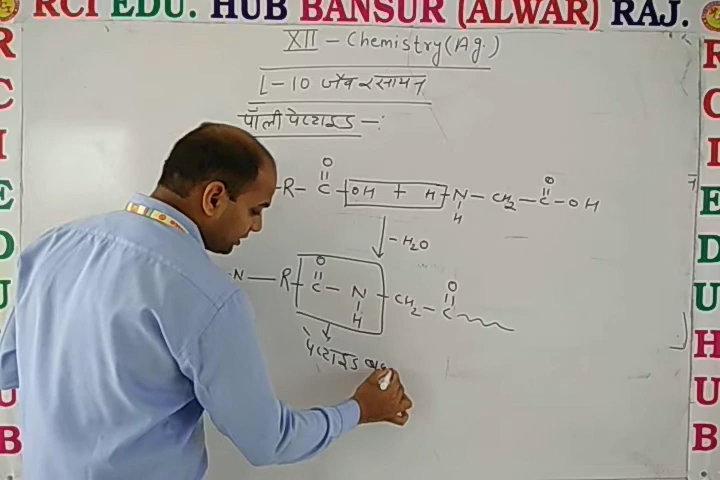 RCI EDU. HUB BANSUR (ALWAR) RAJ.
XII - Chemistry (Ag.)
L-10 जैव रसायन
पॉली पेप्टाइड -:
R - C - OH + H - N - CH2 - C - OH
O
O
H
- H2O
N - R - C - N - CH2 - C
O
H
O
पेप्टाइड
R C I E D U H U B
R C I E D U H U B